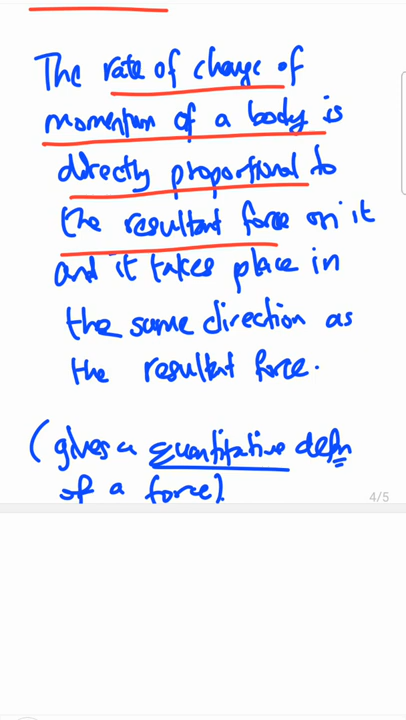 The rate of change of
momentum of a body is
directly proportional to
the resultant force on it
and it takes place in
the same direction as
the resultant force.
(gives a quantitative defn
of a force).
4/5